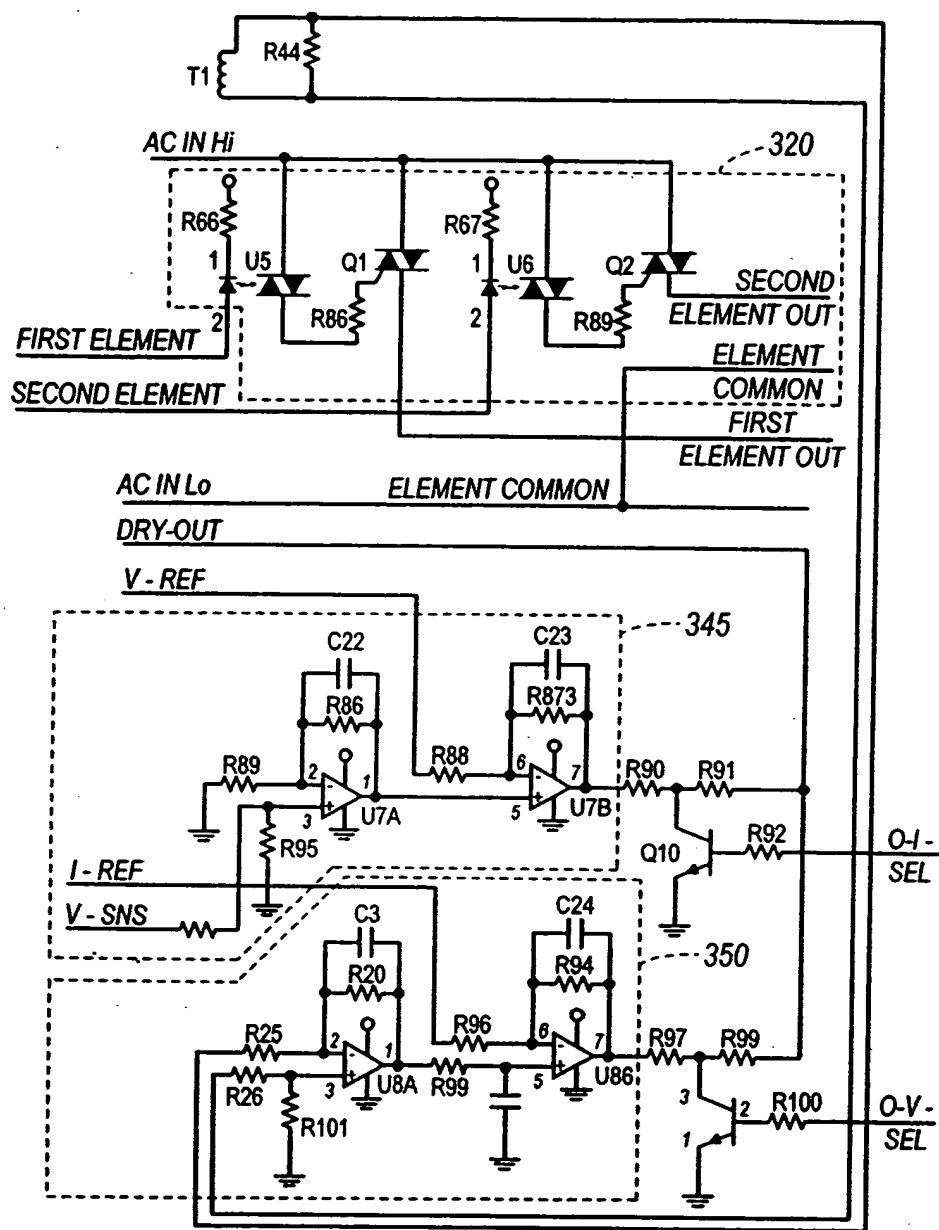 R44
T1
AC IN Hi
320
R66
R67
1
U5
Q1
1
U6
Q2
SECOND
ELEMENT OUT
2
R86
2
R89
FIRST ELEMENT
ELEMENT
COMMON
SECOND ELEMENT
FIRST
ELEMENT OUT
AC IN Lo
ELEMENT COMMON
DRY-OUT
V - REF
345
C22
C23
R86
R873
R89
R88
R90
R91
2
-
1
+
3
U7A
6
-
7
+
5
U7B
R95
Q10
R92
O-I-
SEL
I - REF
V - SNS
C3
C24
350
R20
R94
R25
R96
R97
R99
2
-
1
+
3
U8A
R99
6
-
7
+
5
U86
R26
R101
3
2
1
R100
O-V-
SEL